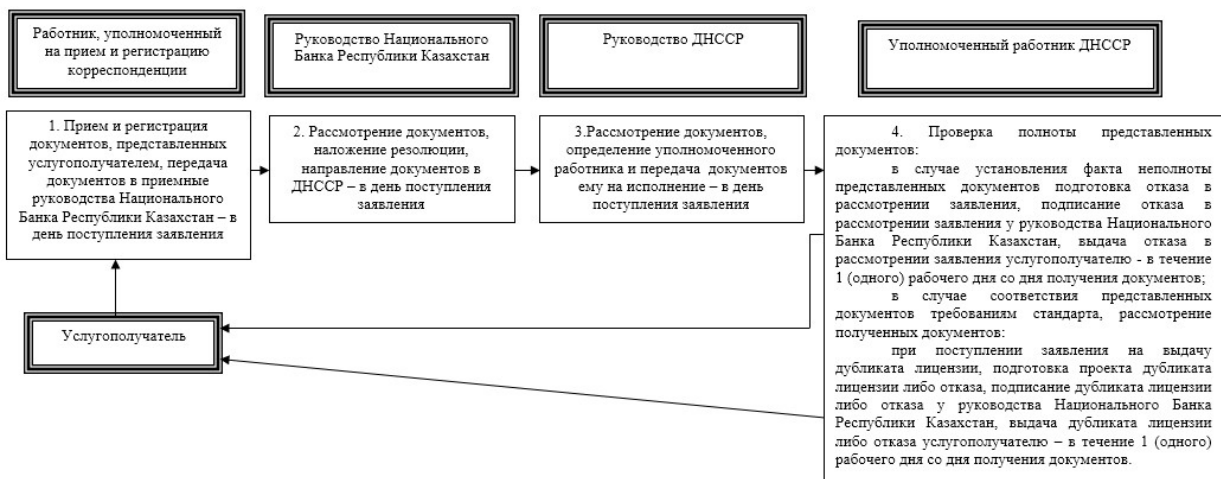 Работник, уполномоченный
на прием и регистрацию
корреспонденции
Руководство Национального
Банка Республики Казахстан
Руководство ДНССР
Уполномоченный работник ДНССР
1. Прием и регистрация
документов, представленных
услугополучателем, передача
документов в приемные
руководства Национального
Банка Республики Казахстан – в
день поступления заявления
2. Рассмотрение документов,
наложение резолюции,
направление документов в
ДНССР – в день поступления
заявления
3.Рассмотрение документов,
определение уполномоченного
работника и передача документов
ему на исполнение – в день
поступления заявления
4. Проверка полноты представленных
документов:
в случае установления факта неполноты
представленных документов подготовка отказа в
рассмотрении заявления, подписание отказа в
рассмотрении заявления у руководства Национального
Банка Республики Казахстан, выдача отказа в
рассмотрении заявления услугополучателю - в течение
1 (одного) рабочего дня со дня получения документов;
в случае соответствия представленных
документов требованиям стандарта, рассмотрение
полученных документов:
при поступлении заявления на выдачу
дубликата лицензии, подготовка проекта дубликата
лицензии либо отказа, подписание дубликата лицензии
либо отказа у руководства Национального Банка
Республики Казахстан, выдача дубликата лицензии
либо отказа услугополучателю – в течение 1 (одного)
рабочего дня со дня получения документов.
Услугополучатель